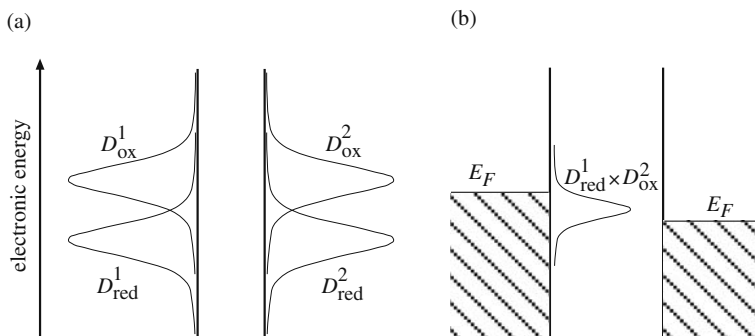 (a)
electronic energy
D¹ox
D²ox
D¹red
D²red
(b)
E_F
D¹red × D²ox
E_F